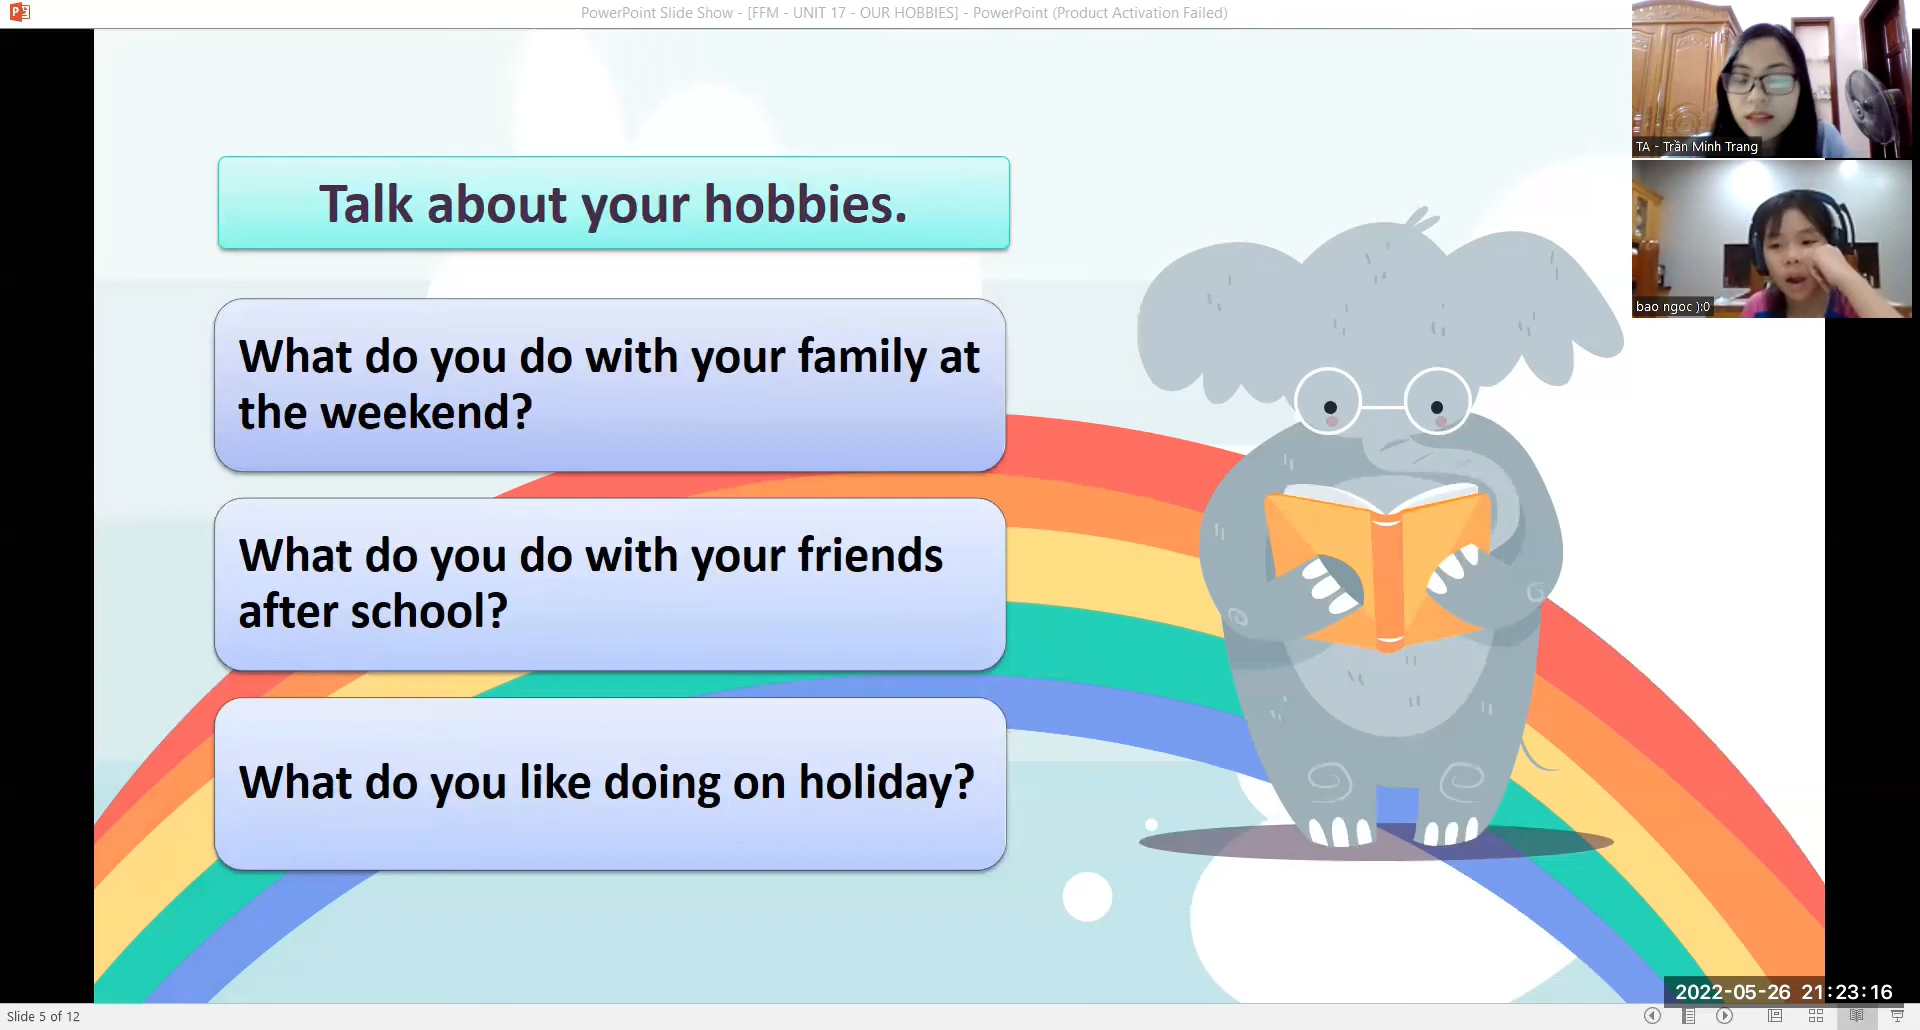 PowerPoint Slide Show - [FFM - UNIT 17 - OUR HOBBIES] - PowerPoint (Product Activation Failed)
TA - Trần Minh Trang
bao ngoc ):0
Talk about your hobbies.
What do you do with your family at
the weekend?
What do you do with your friends
after school?
What do you like doing on holiday?
2022-05-26 21:23:16
Slide 5 of 12